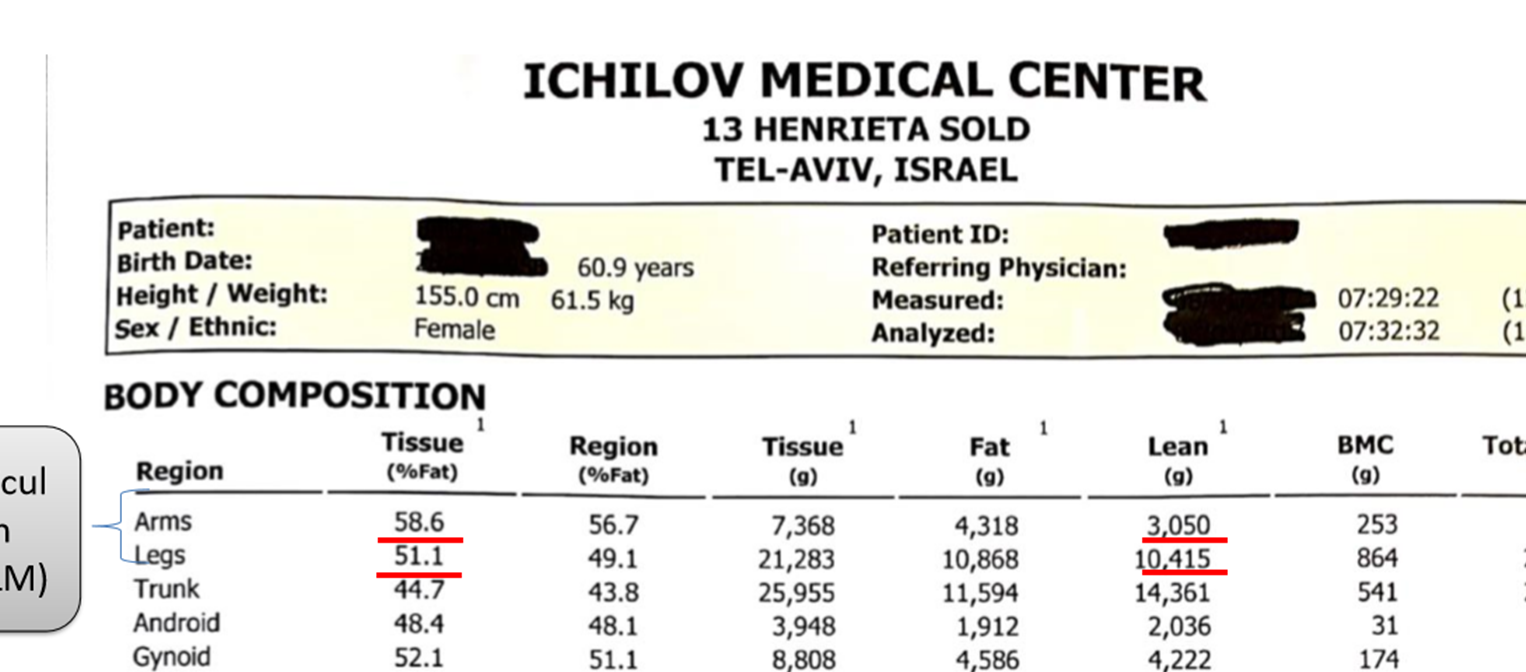 ICHILOV MEDICAL CENTER
13 HENRIETA SOLD
TEL-AVIV, ISRAEL
Patient: Patient ID:
Birth Date: 60.9 years Referring Physician:
Height / Weight: 155.0 cm 61.5 kg Measured: 07:29:22 (1
Sex / Ethnic: Female Analyzed: 07:32:32 (1
BODY COMPOSITION
Tissue 1 Region Tissue 1 Fat 1 Lean 1 BMC Tot
Region (%Fat) (%Fat) (g) (g) (g) (g)
cul
n
LM)
Arms 58.6 56.7 7,368 4,318 3,050 253
Legs 51.1 49.1 21,283 10,868 10,415 864
Trunk 44.7 43.8 25,955 11,594 14,361 541
Android 48.4 48.1 3,948 1,912 2,036 31
Gynoid 52.1 51.1 8,808 4,586 4,222 174